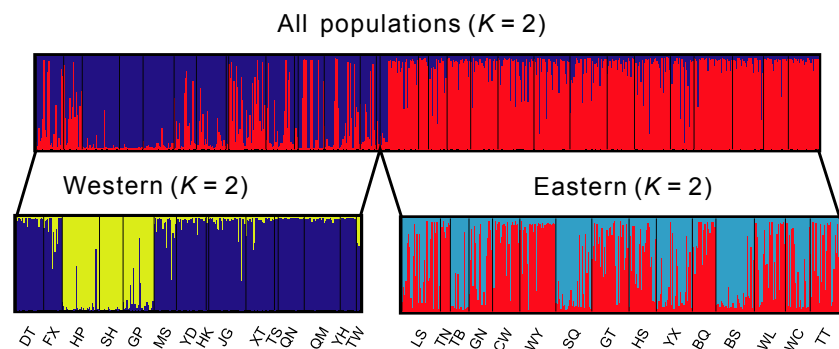 All populations (K = 2)
Western (K = 2)
Eastern (K = 2)
DT FX HP SH GP MS YD HK JG XT TS QN QM YH TW
LS TN TB GN CW WY SQ GT HS YX BQ BS WL WC TT